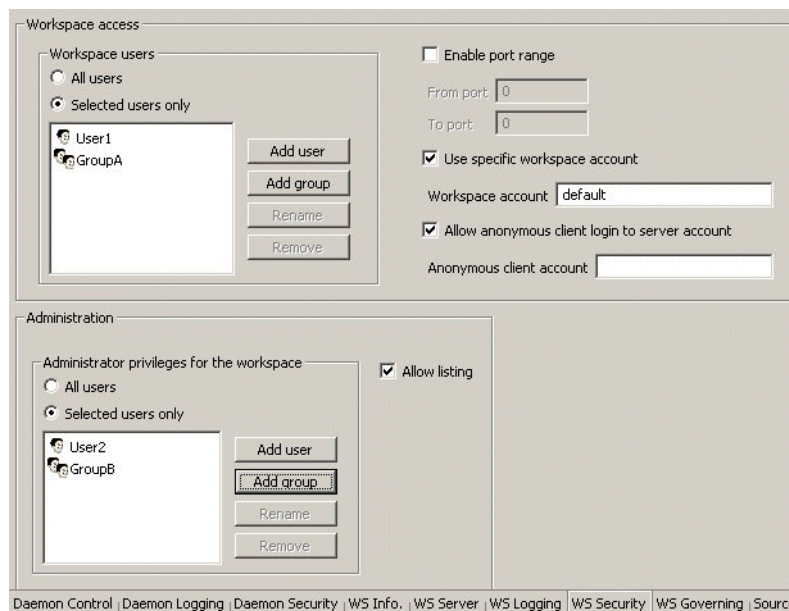 Workspace access
Workspace users
All users
Selected users only
User1
GroupA
Add user
Add group
Rename
Remove
Enable port range
From port 0
To port 0
Use specific workspace account
Workspace account default
Allow anonymous client login to server account
Anonymous client account
Administration
Administrator privileges for the workspace
All users
Selected users only
User2
GroupB
Add user
Add group
Rename
Remove
Allow listing
Daemon Control Daemon Logging Daemon Security WS Info. WS Server WS Logging WS Security WS Governing Sourc